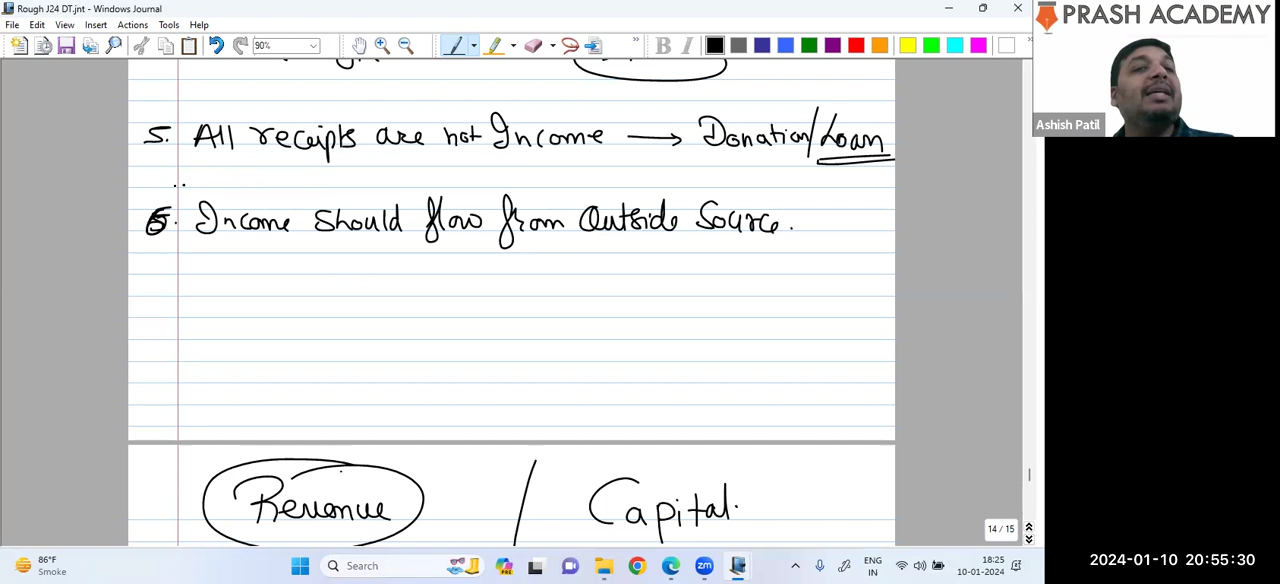 Rough J24 DT.jnt - Windows Journal
File Edit View Insert Actions Tools Help
PRASH ACADEMY
90%
B I
Ashish Patil
5. All receipts are not Income → Donation/Loan
6. Income should flow from Outside Source.
Revenue / Capital.
14 / 15
86°F
Smoke
Search
PRE
zm
ENG
IN
18:25
10-01-2024
2024-01-10 20:55:30